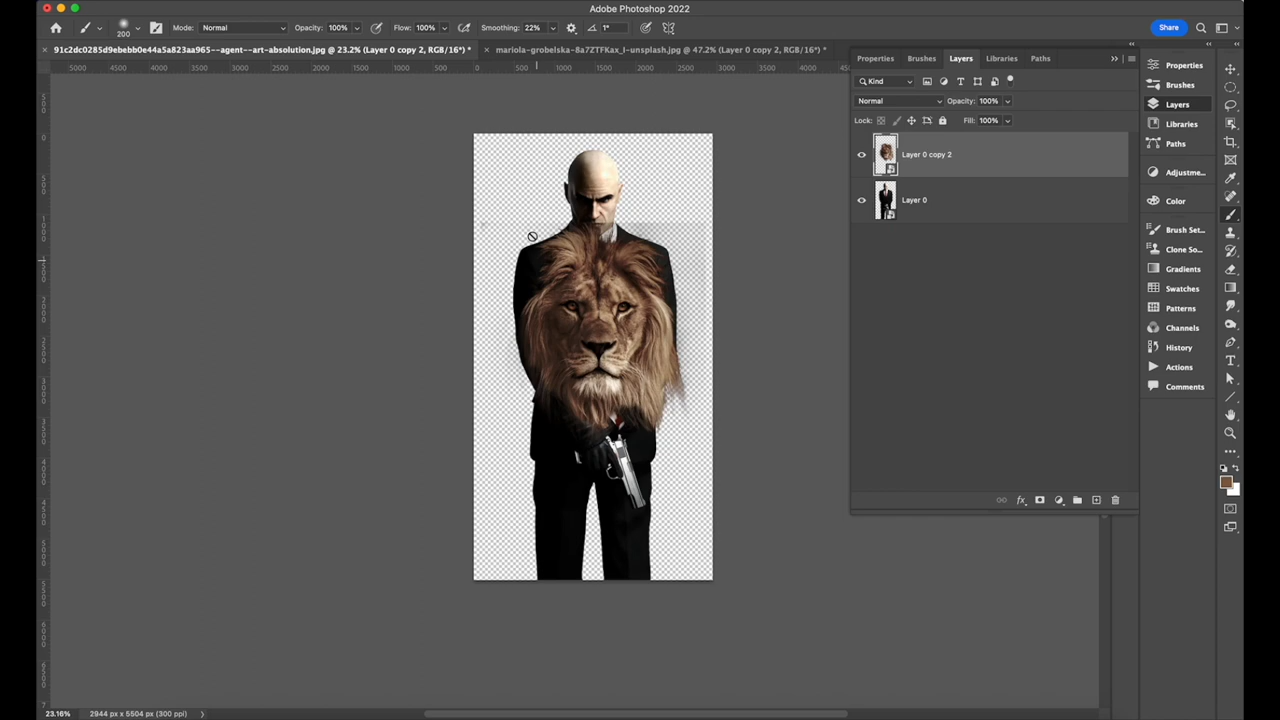 Adobe Photoshop 2022
200 Mode: Normal Opacity: 100% Flow: 100% Smoothing: 22% 1° Share
× 91c2dc0285d9ebebb0e44a5a823aa965--agent--art-absolution.jpg @ 23.2% (Layer 0 copy 2, RGB/16*) * × mariola-grobelska-8a7ZTFKax_I-unsplash.jpg @ 47.2% (Layer 0 copy 2, RGB/16*) *
5000 4500 4000 3500 3000 2500 2000 1500 1000 500 0 500 1000 1500 2000 2500 3000 3500 4000
Properties Brushes Layers Libraries Paths
Kind
Normal Opacity: 100%
Lock: Fill: 100%
Layer 0 copy 2
Layer 0
Properties
Brushes
Layers
Libraries
Paths
Adjustme...
Color
Brush Set...
Clone So...
Gradients
Swatches
Patterns
Channels
History
Actions
Comments
23.16% 2944 px x 5504 px (300 ppi)